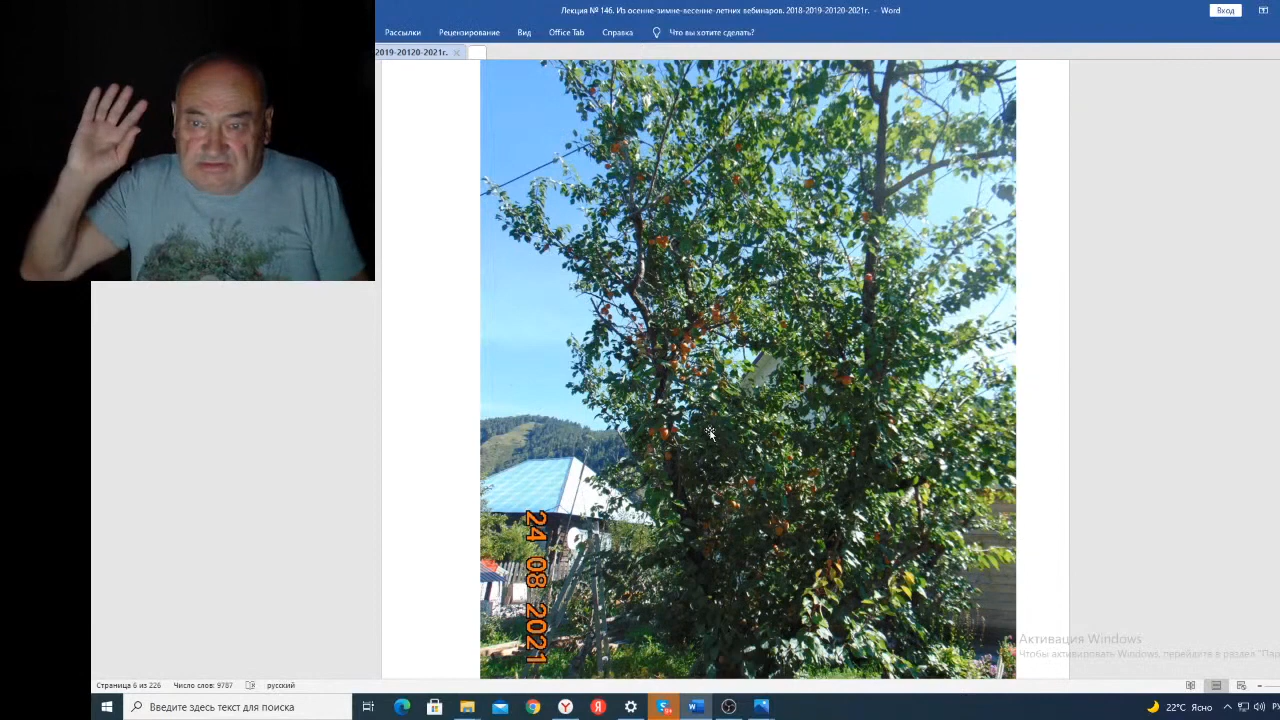 Лекция № 146. Из осенне-зимне-весенне-летних вебинаров. 2018-2019-20120-2021г. - Word
Вход
Рассылки Рецензирование Вид Office Tab Справка Что вы хотите сделать?
2019-20120-2021г.
24 08 2021
Активация Windows
Чтобы активировать Windows, перейдите в раздел "Пар
Страница 6 из 226 Число слов: 9787 русский
Введите здесь текст для поиска
22°C Ясно